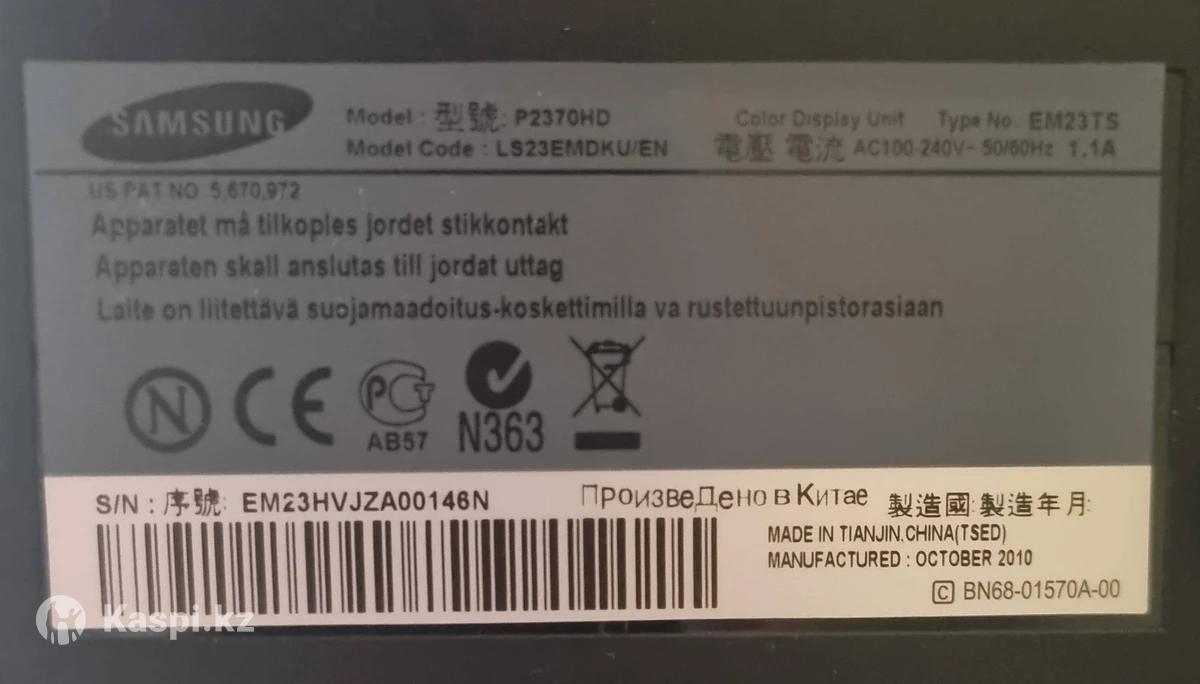 SAMSUNG
Model : 型號: P2370HD
Model Code : LS23EMDKU/EN
Color Display Unit Type No. EM23TS
電壓 電流 AC100-240V~ 50/60Hz 1.1A
US PAT NO 5,670,972
Apparatet må tilkoples jordet stikkontakt
Apparaten skall anslutas till jordat uttag
Laite on liitettävä suojamaadoitus-koskettimilla va rustettuunpistorasiaan
N CE РСТ АВ57 N363
S/N : 序號: EM23HVJZA00146N
ПроизвеДено в Китае
製造國: 製造年月:
MADE IN TIANJIN.CHINA(TSED)
MANUFACTURED : OCTOBER 2010
C BN68-01570A-00
Kaspi.kz